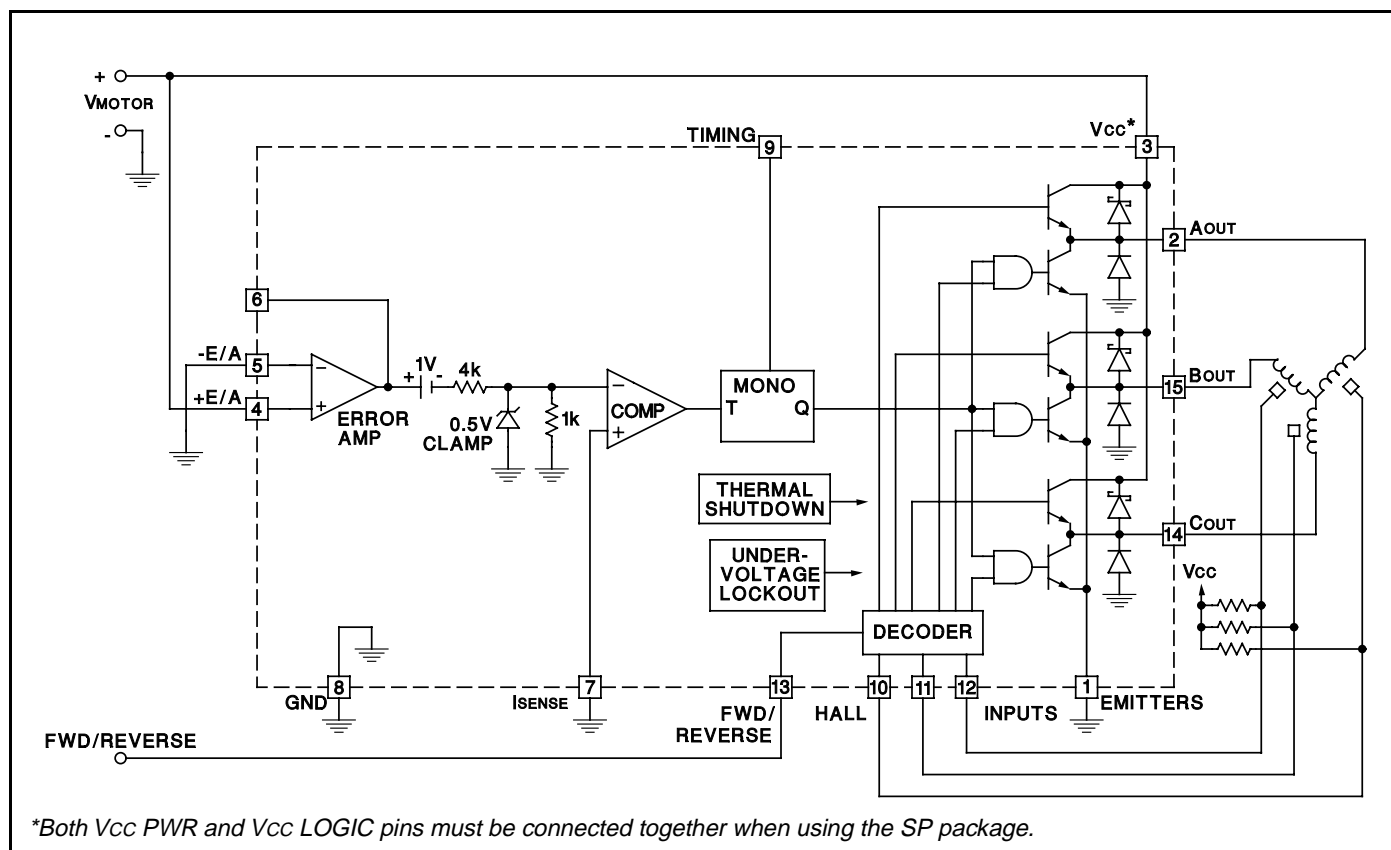 +
VMOTOR
-
TIMING
9
VCC*
3
2
AOUT
6
-E/A
5
+E/A
4
-
+
ERROR
AMP
+ 1V -
4k
0.5V
CLAMP
1k
-
COMP
+
MONO
T Q
15
BOUT
THERMAL
SHUTDOWN
14
COUT
UNDER-
VOLTAGE
LOCKOUT
VCC
DECODER
GND
8
ISENSE
7
13
FWD/
REVERSE
HALL
10
11
12
INPUTS
1
EMITTERS
FWD/REVERSE
*Both VCC PWR and VCC LOGIC pins must be connected together when using the SP package.